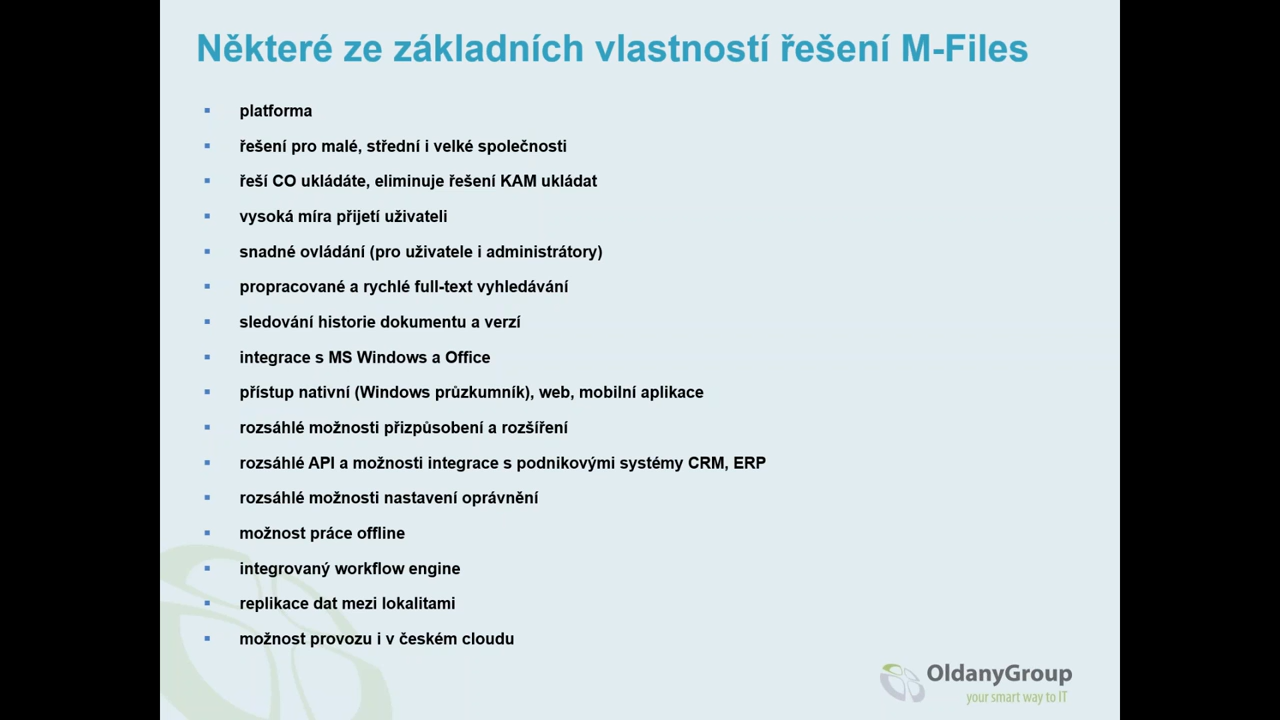 Některé ze základních vlastností řešení M-Files
platforma
řešení pro malé, střední i velké společnosti
řeší CO ukládáte, eliminuje řešení KAM ukládat
vysoká míra přijetí uživateli
snadné ovládání (pro uživatele i administrátory)
propracované a rychlé full-text vyhledávání
sledování historie dokumentu a verzí
integrace s MS Windows a Office
přístup nativní (Windows průzkumník), web, mobilní aplikace
rozsáhlé možnosti přizpůsobení a rozšíření
rozsáhlé API a možnosti integrace s podnikovými systémy CRM, ERP
rozsáhlé možnosti nastavení oprávnění
možnost práce offline
integrovaný workflow engine
replikace dat mezi lokalitami
možnost provozu i v českém cloudu
OldanyGroup
your smart way to IT